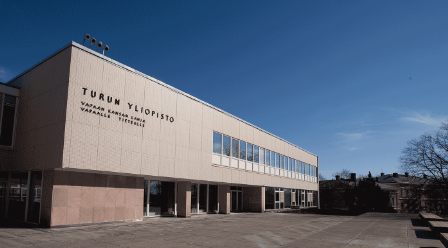 TURUN YLIOPISTO
VAPAAN KANSAN LAHJA
VAPAALLE TIETEELLE